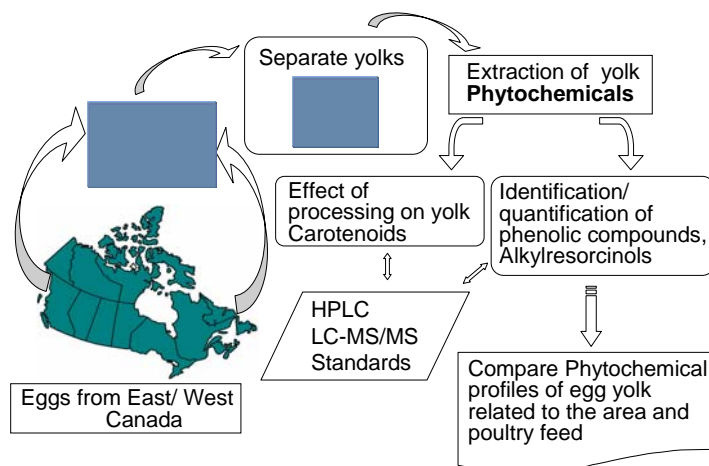 Separate yolks
Extraction of yolk
Phytochemicals
Effect of
processing on yolk
Carotenoids
Identification/
quantification of
phenolic compounds,
Alkylresorcinols
HPLC
LC-MS/MS
Standards
Eggs from East/ West
Canada
Compare Phytochemical
profiles of egg yolk
related to the area and
poultry feed